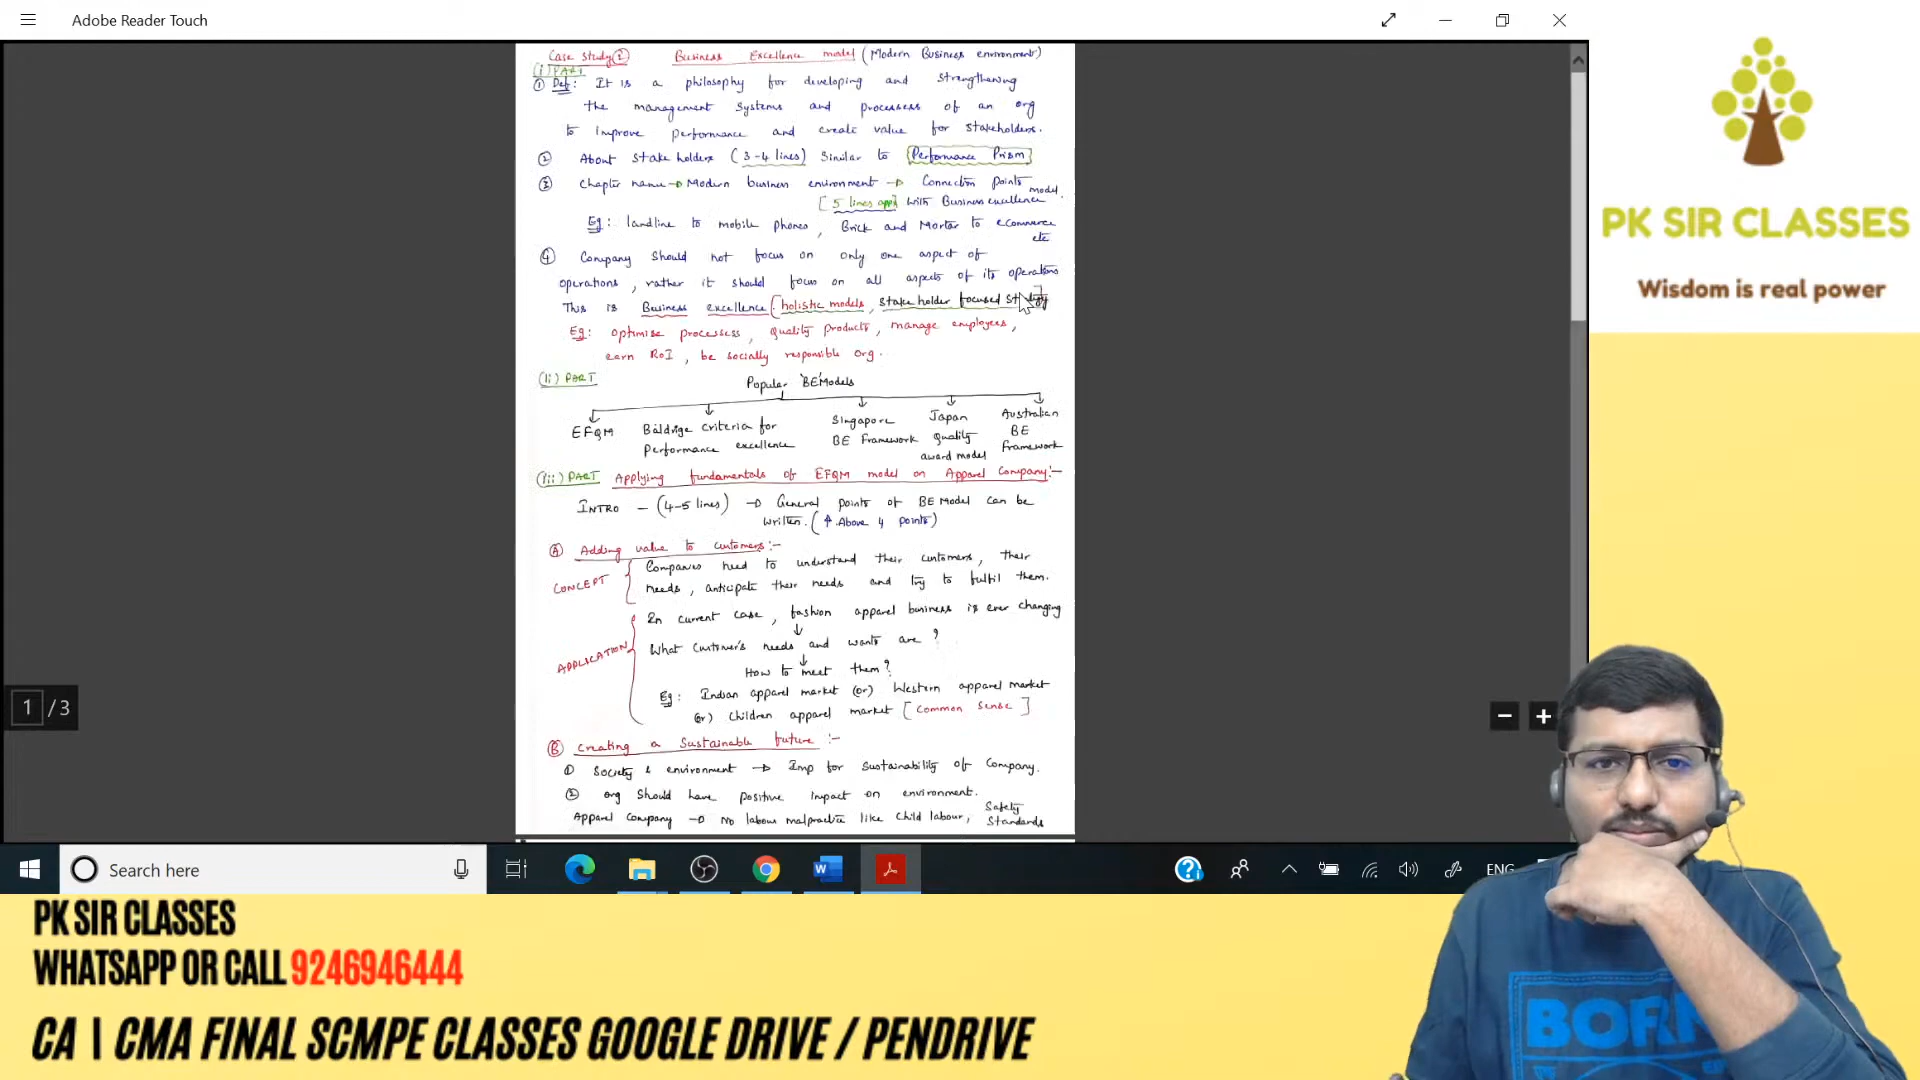 Adobe Reader Touch
Case Study ② Business Excellence model (Modern Business environment)
(i) PART
① Def: It is a philosophy for developing and strengthening
the management systems and processess of an org
to improve performance and create value for stakeholders.
② About stake holders (3-4 lines) Similar to Performance Prism
③ Chapter name → Modern business environment → Connection points
[5 lines app] with Business excellence model.
Eg: landline to mobile phones, Brick and Mortar to ecommerce
etc
④ Company should not focus on only one aspect of
operations, rather it should focus on all aspects of its operations
This is Business excellence. [holistic models, stake holder focused strategy]
Eg: optimise processess, quality products, manage employees,
earn ROI, be socially responsible org.
(ii) PART
Popular 'BE' Models
EFQM
Baldrige criteria for
Performance excellence
Singapore
BE Framework
Japan
Quality
award model
Australian
BE
Framework
(iii) PART Applying fundamentals of EFQM model on Apparel Company:-
INTRO - (4-5 lines) → General points of BE Model can be
written. (↑ Above 4 points)
Ⓐ Adding value to customers:-
CONCEPT
Companies need to understand their customers, their
needs, anticipate their needs and try to fulfil them.
APPLICATION
In current case, fashion apparel business is ever changing
What customer's needs and wants are?
How to meet them?
Eg: Indian apparel market (or) Western apparel market
(or) Children apparel market [Common Sense]
Ⓑ Creating a Sustainable future:-
① Society & environment → Imp for sustainability of Company.
② org should have positive impact on environment.
Apparel Company → No labour malpractice like child labour, Safety
Standards
1 / 3
PK SIR CLASSES
Wisdom is real power
Search here
ENG
PK SIR CLASSES
WHATSAPP OR CALL 9246946444
CA | CMA FINAL SCMPE CLASSES GOOGLE DRIVE / PENDRIVE
BORN